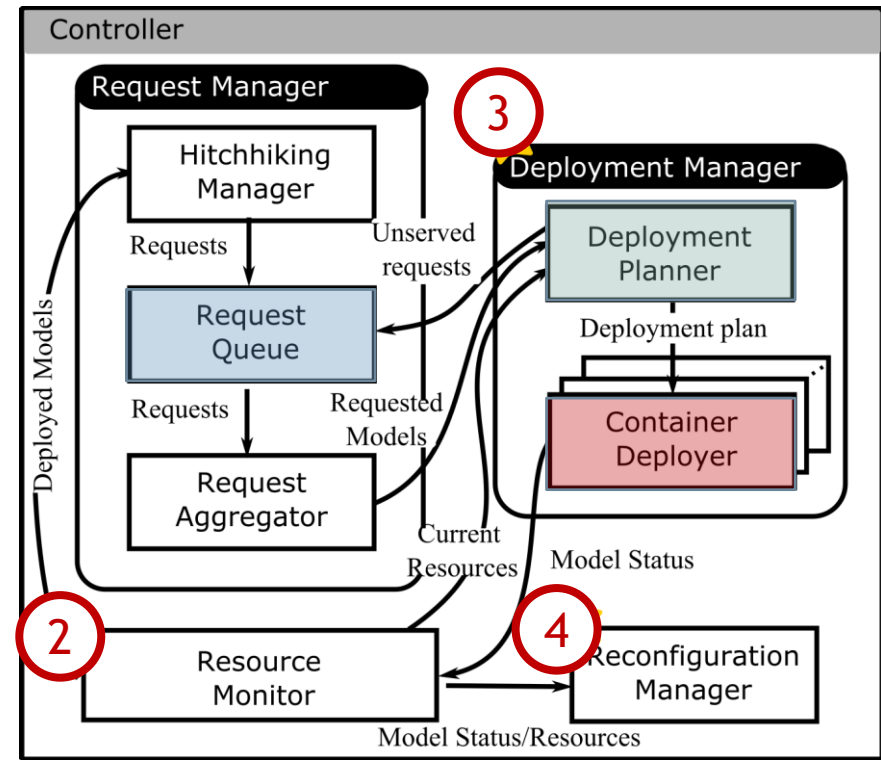 Controller
Request Manager
3
Hitchhiking
Manager
Deployment Manager
Requests
Unserved
requests
Deployment
Planner
Request
Queue
Deployment plan
Deployed Models
Requests
Requested
Models
Container
Deployer
Request
Aggregator
Current
Resources
Model Status
2
4
Resource
Monitor
Reconfiguration
Manager
Model Status/Resources